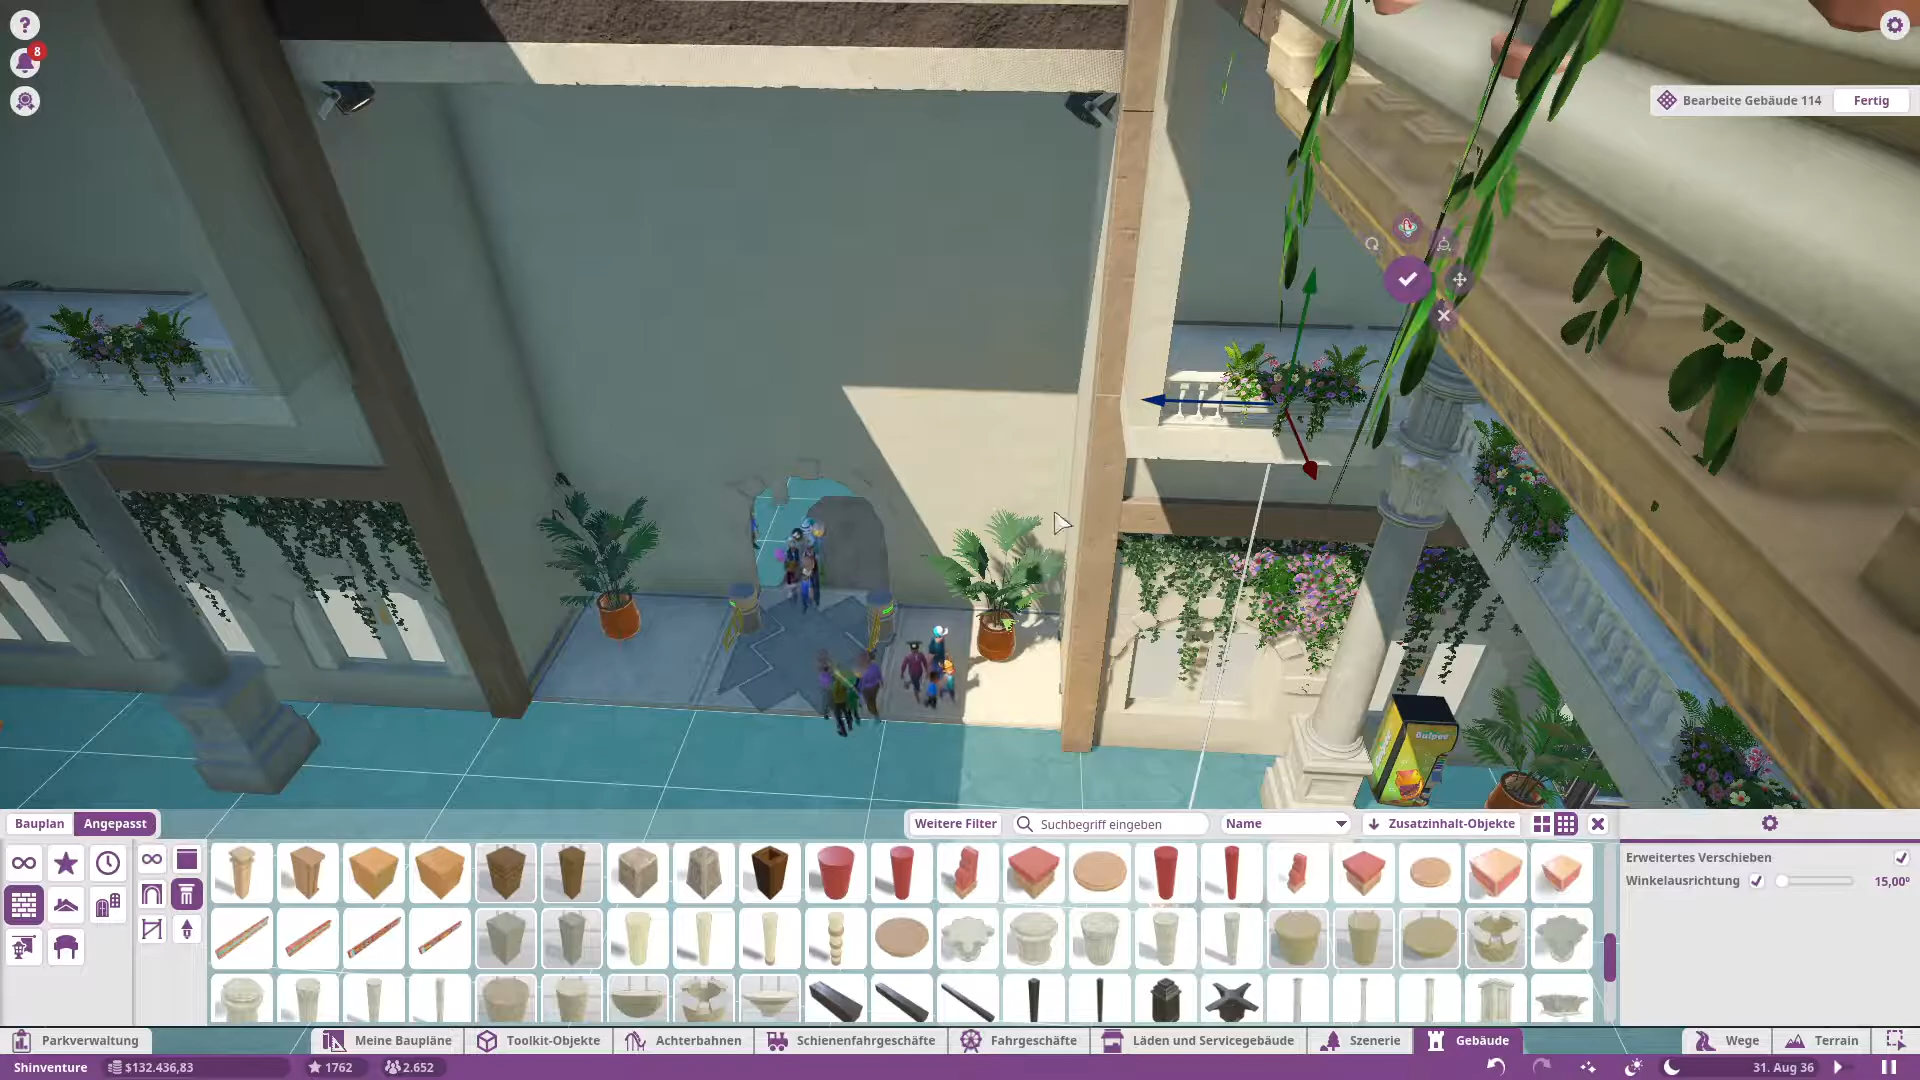 ?
8
Bearbeite Gebäude 114
Fertig
Gulpee
Bauplan
Angepasst
Weitere Filter
Suchbegriff eingeben
Name
Zusatzinhalt-Objekte
Erweitertes Verschieben
Winkelausrichtung
15,00°
Parkverwaltung
Meine Baupläne
Toolkit-Objekte
Achterbahnen
Schienenfahrgeschäfte
Fahrgeschäfte
Läden und Servicegebäude
Szenerie
Gebäude
Wege
Terrain
Shinventure
$132.436,83
1762
2.652
31. Aug 36